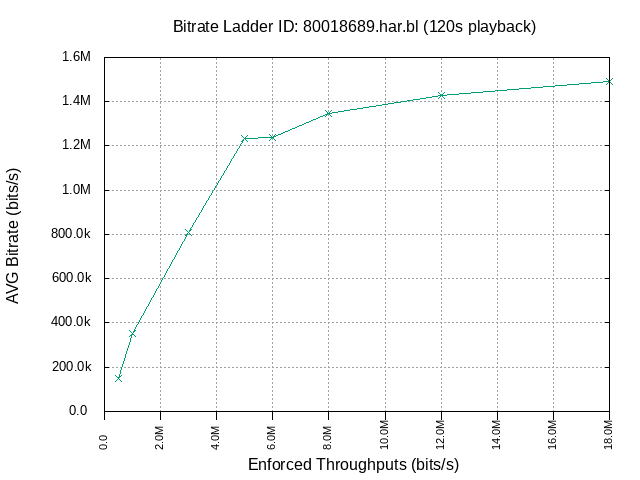 Bitrate Ladder ID: 80018689.har.bl (120s playback)
1.6M
1.4M
1.2M
1.0M
800.0k
600.0k
400.0k
200.0k
0.0
AVG Bitrate (bits/s)
0.0 2.0M 4.0M 6.0M 8.0M 10.0M 12.0M 14.0M 16.0M 18.0M
Enforced Throughputs (bits/s)